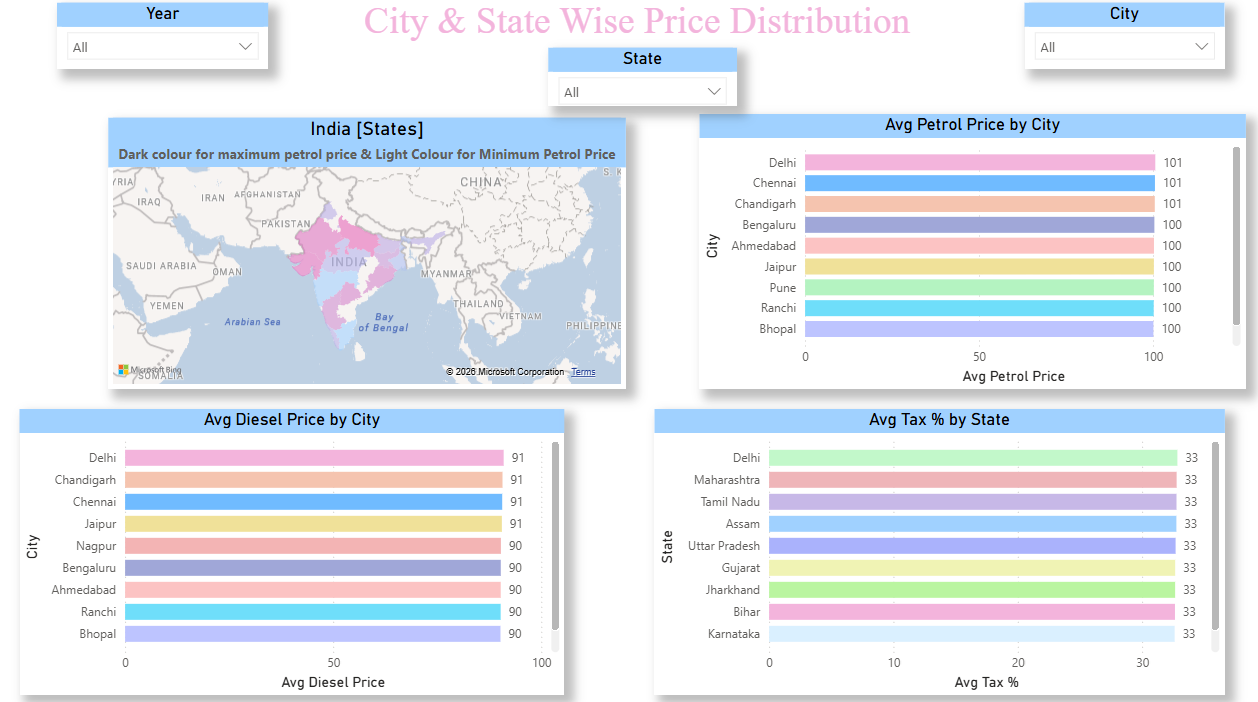 City & State Wise Price Distribution
Year
All
State
All
City
All
India [States]
Dark colour for maximum petrol price & Light Colour for Minimum Petrol Price
CHINA
IRAQ
IRAN
AFGHANISTAN
PAKISTAN
SAUDI ARABIA
OMAN
INDIA
MYANMAR
YEMEN
THAILAND
VIETNAM
Arabian Sea
Bay
of Bengal
PHILIPPINE
SOMALIA
Microsoft Bing
© 2026 Microsoft Corporation Terms
Avg Petrol Price by City
City
Delhi 101
Chennai 101
Chandigarh 101
Bengaluru 100
Ahmedabad 100
Jaipur 100
Pune 100
Ranchi 100
Bhopal 100
0 50 100
Avg Petrol Price
Avg Diesel Price by City
City
Delhi 91
Chandigarh 91
Chennai 91
Jaipur 91
Nagpur 90
Bengaluru 90
Ahmedabad 90
Ranchi 90
Bhopal 90
0 50 100
Avg Diesel Price
Avg Tax % by State
State
Delhi 33
Maharashtra 33
Tamil Nadu 33
Assam 33
Uttar Pradesh 33
Gujarat 33
Jharkhand 33
Bihar 33
Karnataka 33
0 10 20 30
Avg Tax %